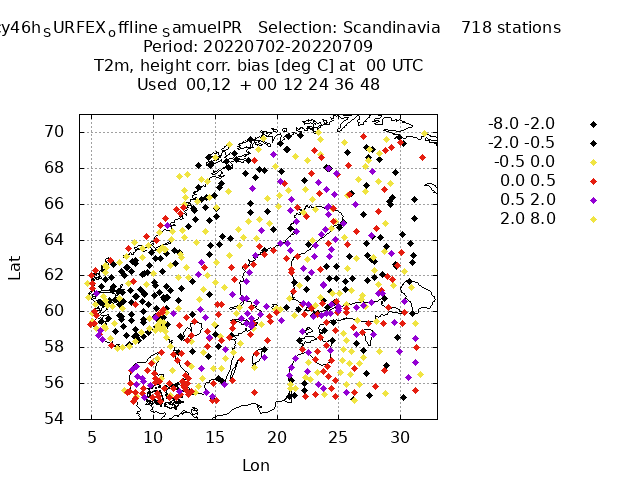 cy46h_SURFEX_offline_SamuelPR Selection: Scandinavia 718 stations
Period: 20220702-20220709
T2m, height corr. bias [deg C] at 00 UTC
Used 00,12 + 00 12 24 36 48
-8.0 -2.0
-2.0 -0.5
-0.5 0.0
0.0 0.5
0.5 2.0
2.0 8.0
70
68
66
64
62
60
58
56
54
Lat
5 10 15 20 25 30
Lon